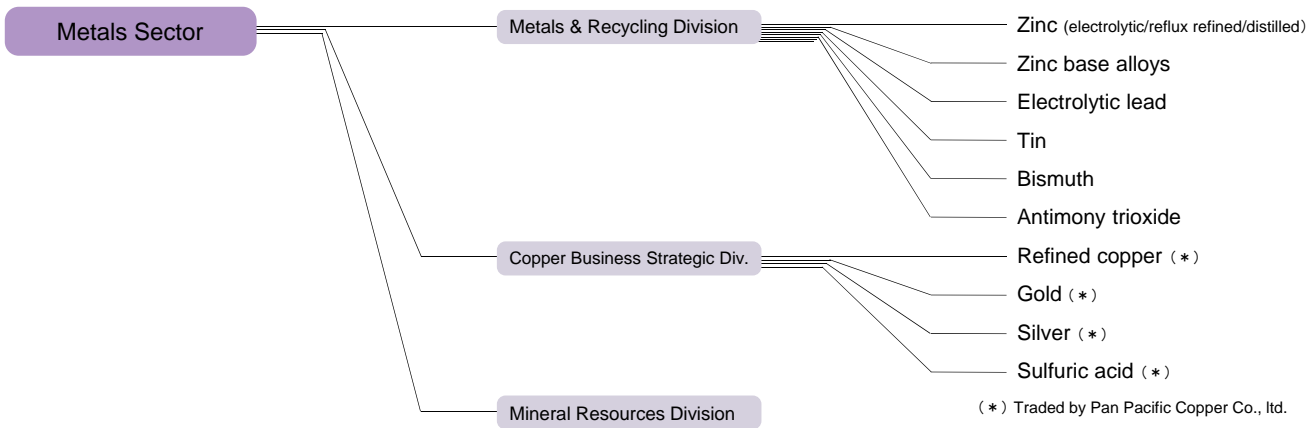 Metals Sector
Metals & Recycling Division
Zinc (electrolytic/reflux refined/distilled)
Zinc base alloys
Electrolytic lead
Tin
Bismuth
Antimony trioxide
Copper Business Strategic Div.
Refined copper (*)
Gold (*)
Silver (*)
Sulfuric acid (*)
Mineral Resources Division
(*) Traded by Pan Pacific Copper Co., ltd.